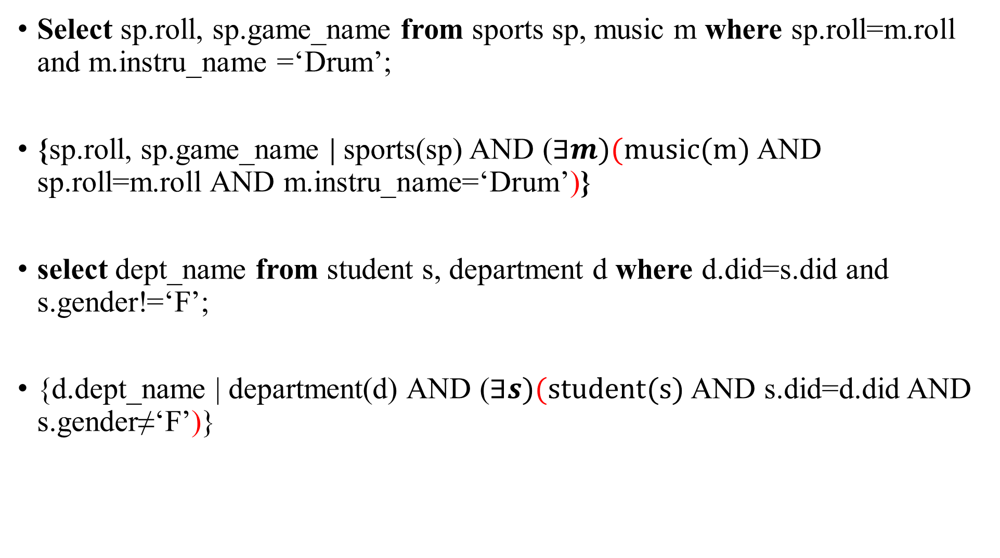 • Select sp.roll, sp.game_name from sports sp, music m where sp.roll=m.roll
and m.instru_name =‘Drum’;
• {sp.roll, sp.game_name | sports(sp) AND (∃m)(music(m) AND
sp.roll=m.roll AND m.instru_name=‘Drum’)}
• select dept_name from student s, department d where d.did=s.did and
s.gender!=‘F’;
• {d.dept_name | department(d) AND (∃s)(student(s) AND s.did=d.did AND
s.gender≠‘F’)}